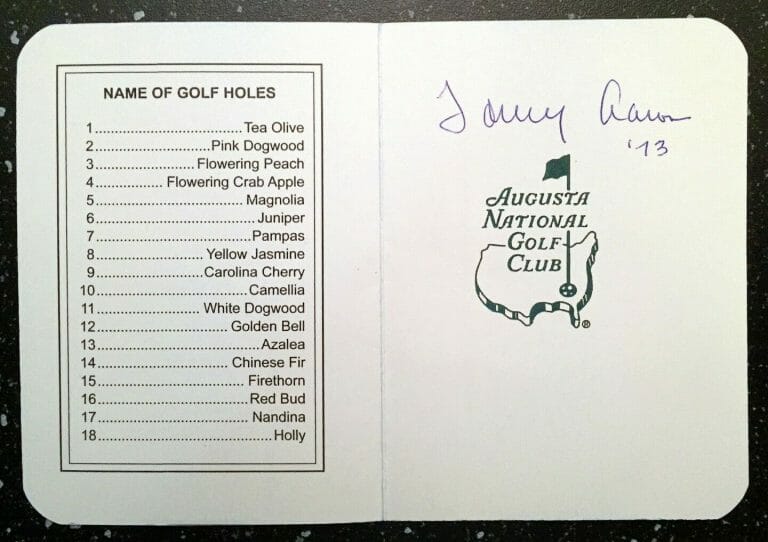 NAME OF GOLF HOLES
1..............................Tea Olive
2.......................Pink Dogwood
3....................Flowering Peach
4............... Flowering Crab Apple
5............................... Magnolia
6..................................Juniper
7.................................Pampas
8...................... Yellow Jasmine
9......................Carolina Cherry
10...............................Camellia
11..................... White Dogwood
12........................... Golden Bell
13..................................Azalea
14........................... Chinese Fir
15............................... Firethorn
16............................... Red Bud
17................................ Nandina
18.....................................Holly
Tommy Aaron
'73
AUGUSTA
NATIONAL
GOLF
CLUB
®